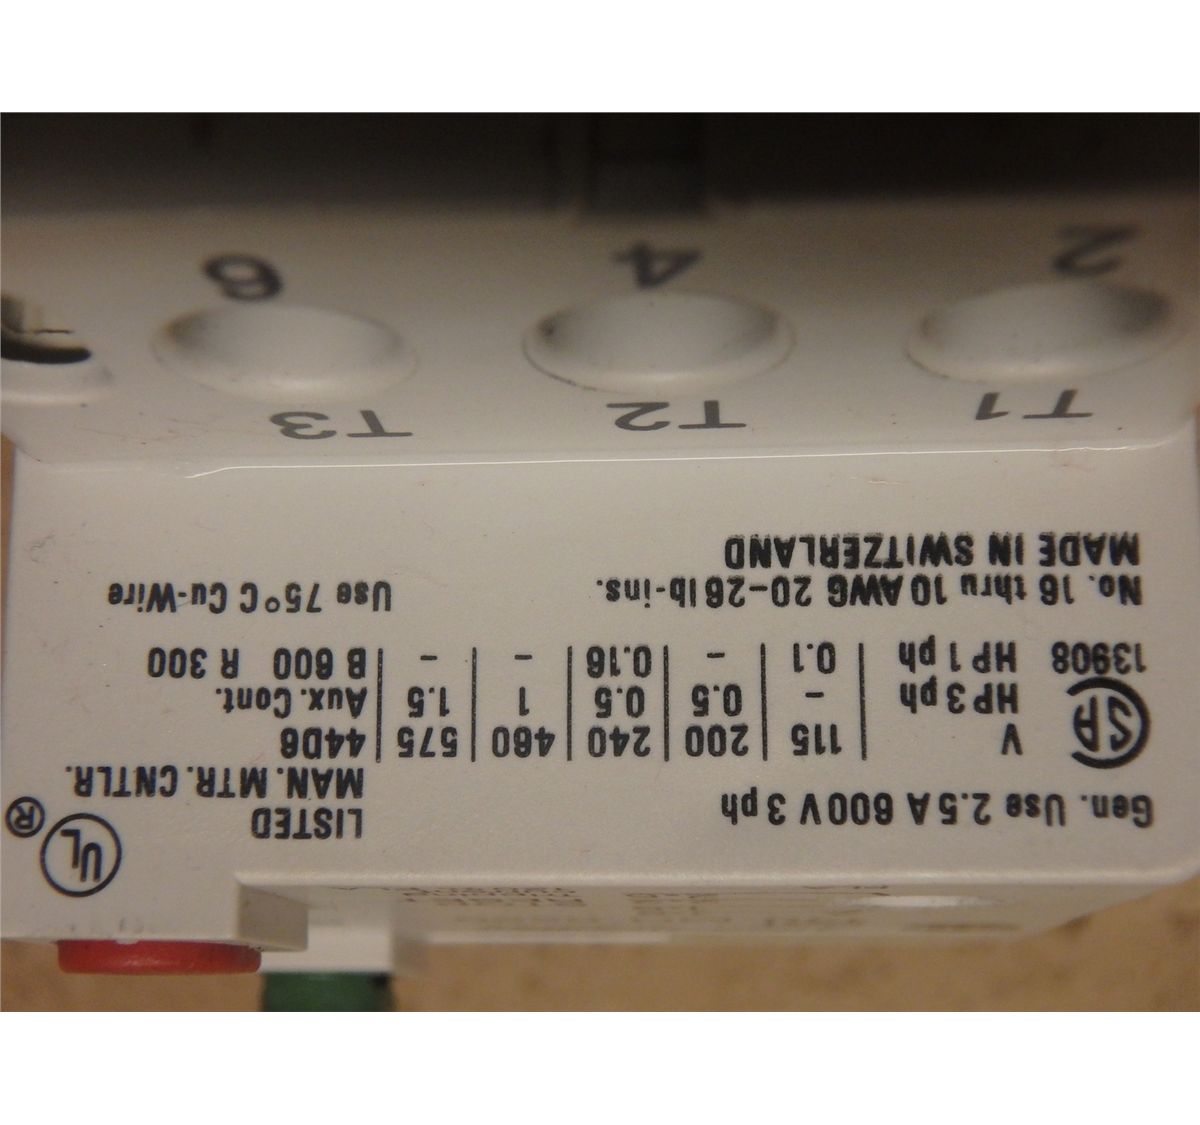 UL ®
Gen. Use 2.5 A 600V 3 ph
LISTED
MAN. MTR. CNTLR.
SA V | 115 | 200 | 240 | 460 | 575 | 44D6
HP 3 ph | – | 0.5 | 0.5 | 1 | 1.5 | Aux. Cont.
13908 HP 1 ph | 0.1 | – | 0.16 | – | – | B 600 R 300
No. 16 thru 10 AWG 20–26 lb-ins. Use 75°C Cu-Wire
MADE IN SWITZERLAND
T1 T2 T3
2 4 6